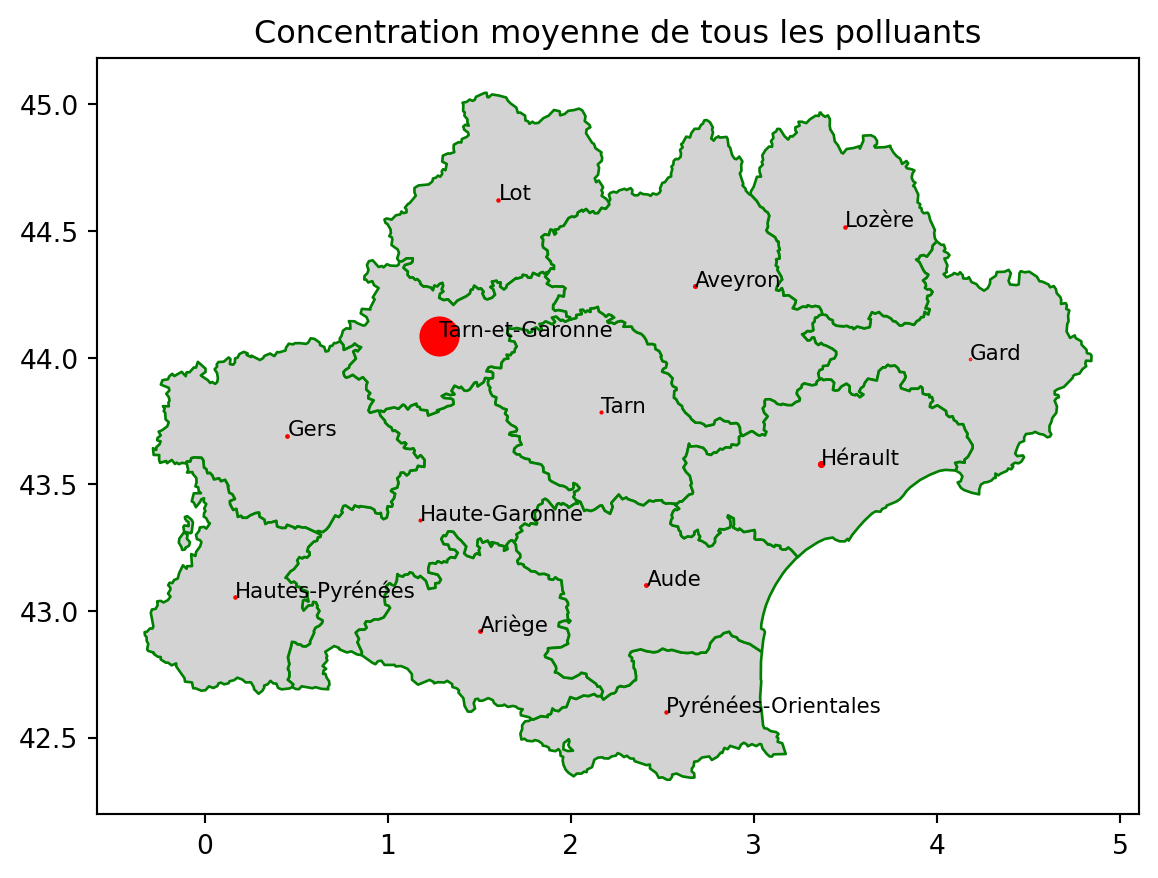 Concentration moyenne de tous les polluants
45.0
44.5
44.0
43.5
43.0
42.5
Lot
Lozère
Aveyron
Tarn-et-Garonne
Gard
Tarn
Gers
Hérault
Haute-Garonne
Aude
Hautes-Pyrénées
Ariège
Pyrénées-Orientales
0 1 2 3 4 5